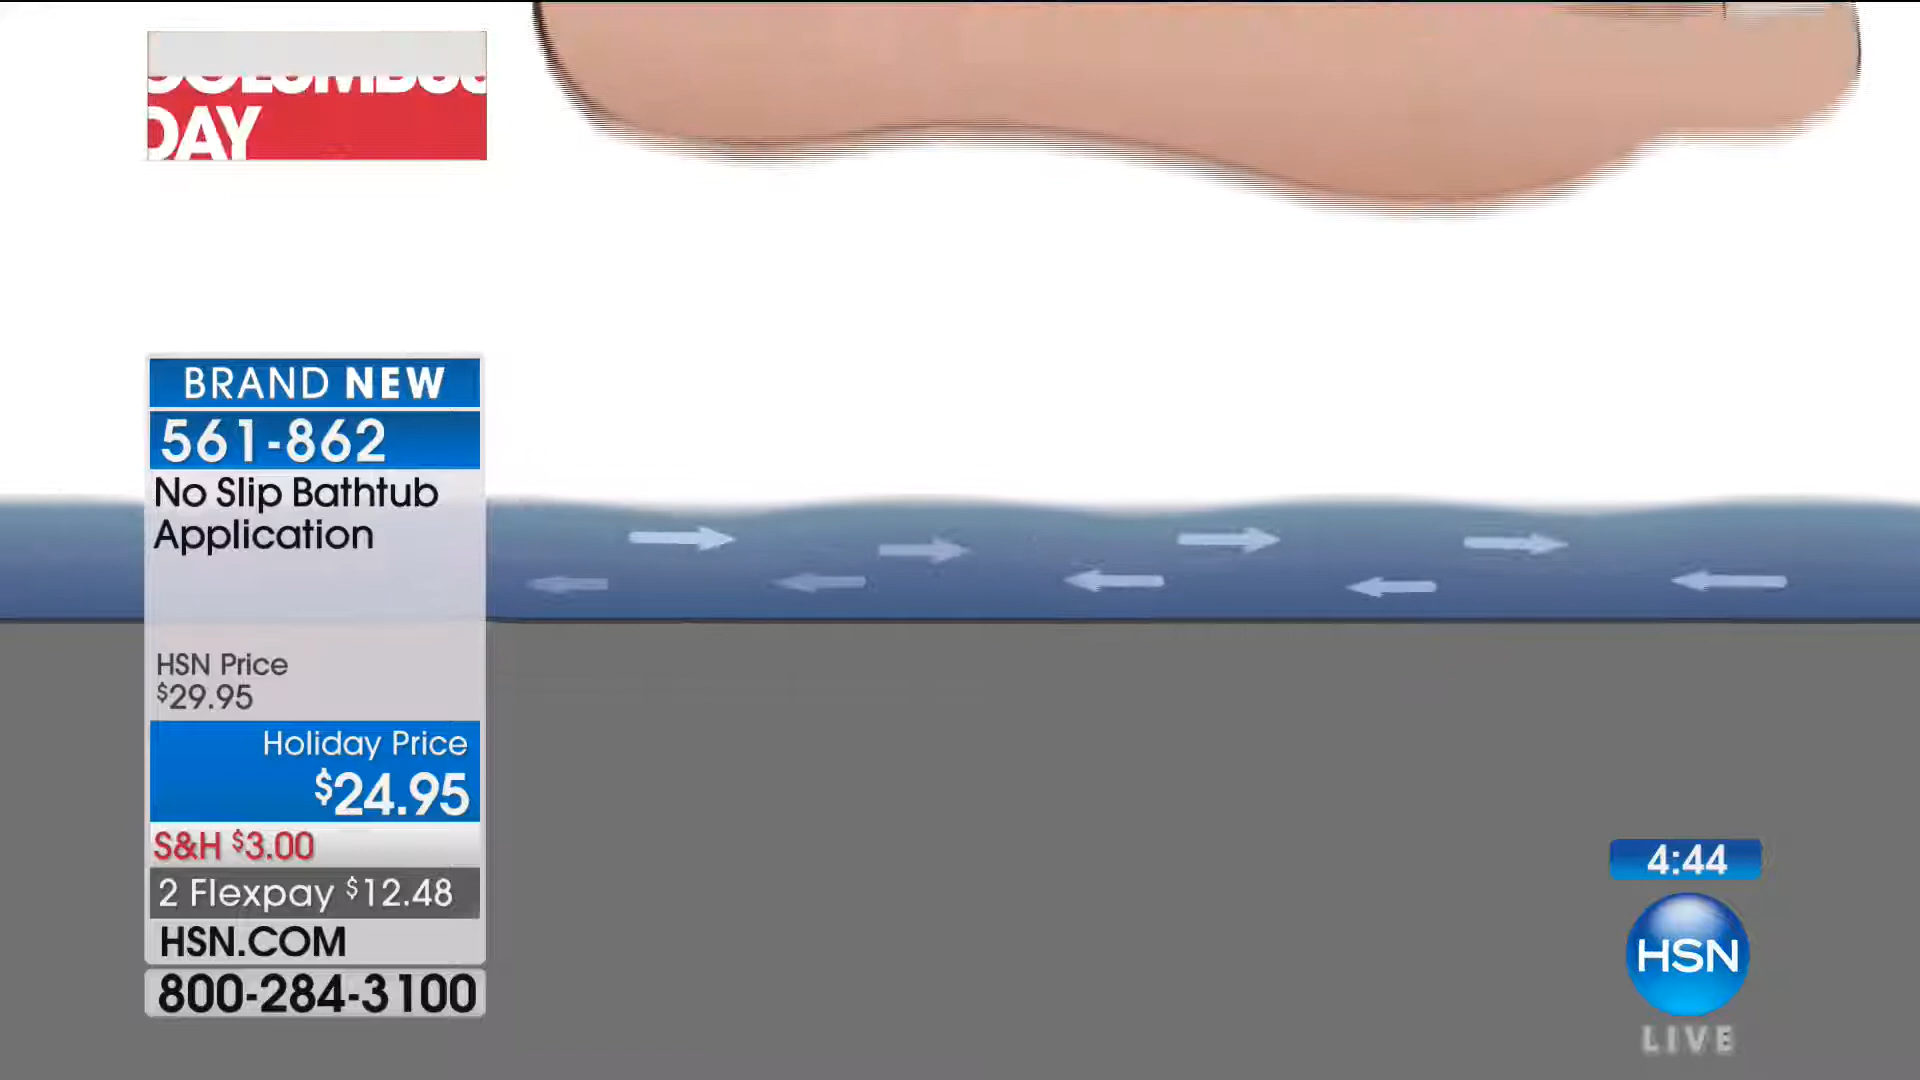 COLUMBUS
DAY
BRAND NEW
561-862
No Slip Bathtub
Application
HSN Price
$29.95
Holiday Price
$24.95
S&H $3.00
2 Flexpay $12.48
HSN.COM
800-284-3100
4:44
HSN
LIVE